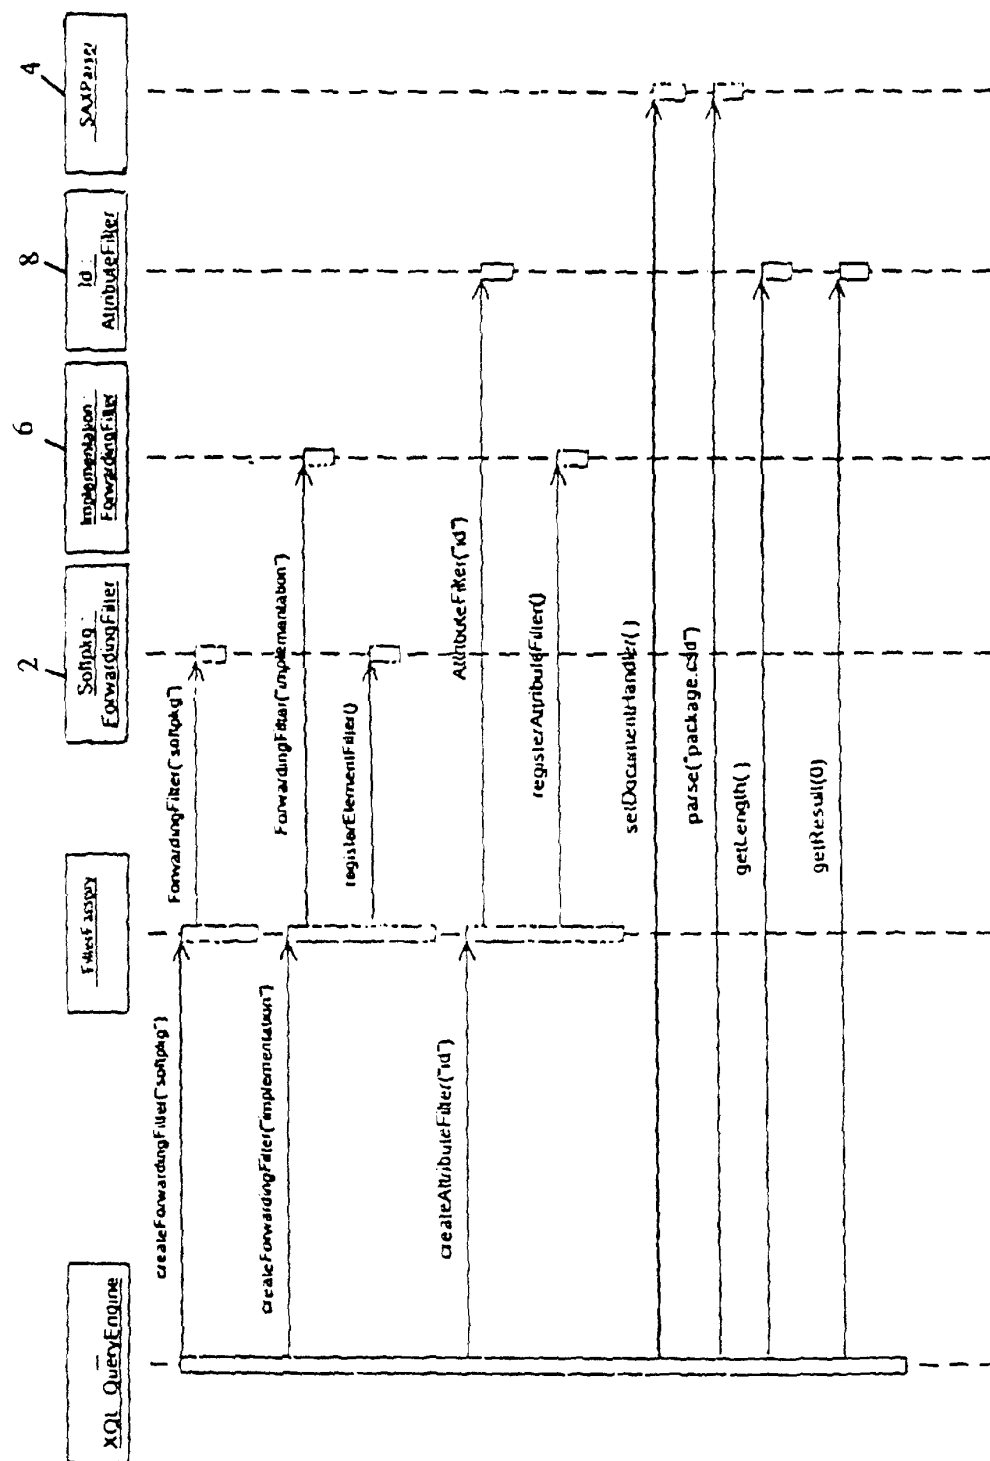 XQL QueryEngine
FilterFactory
2
Softpkg :
ForwardingFilter
6
Implementation :
ForwardingFilter
8
Id :
AttributeFilter
4
SAXParser
createForwardingFilter("softpkg")
ForwardingFilter("softpkg")
createForwardingFilter("implementation")
ForwardingFilter("implementation")
registerElementFilter()
createAttributeFilter("id")
AttributeFilter("id")
registerAttributeFilter()
setDocumentHandler( )
parse("package.csd")
getLength( )
getResult(0)